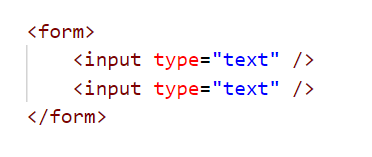 <form>
    <input type="text" />
    <input type="text" />
</form>